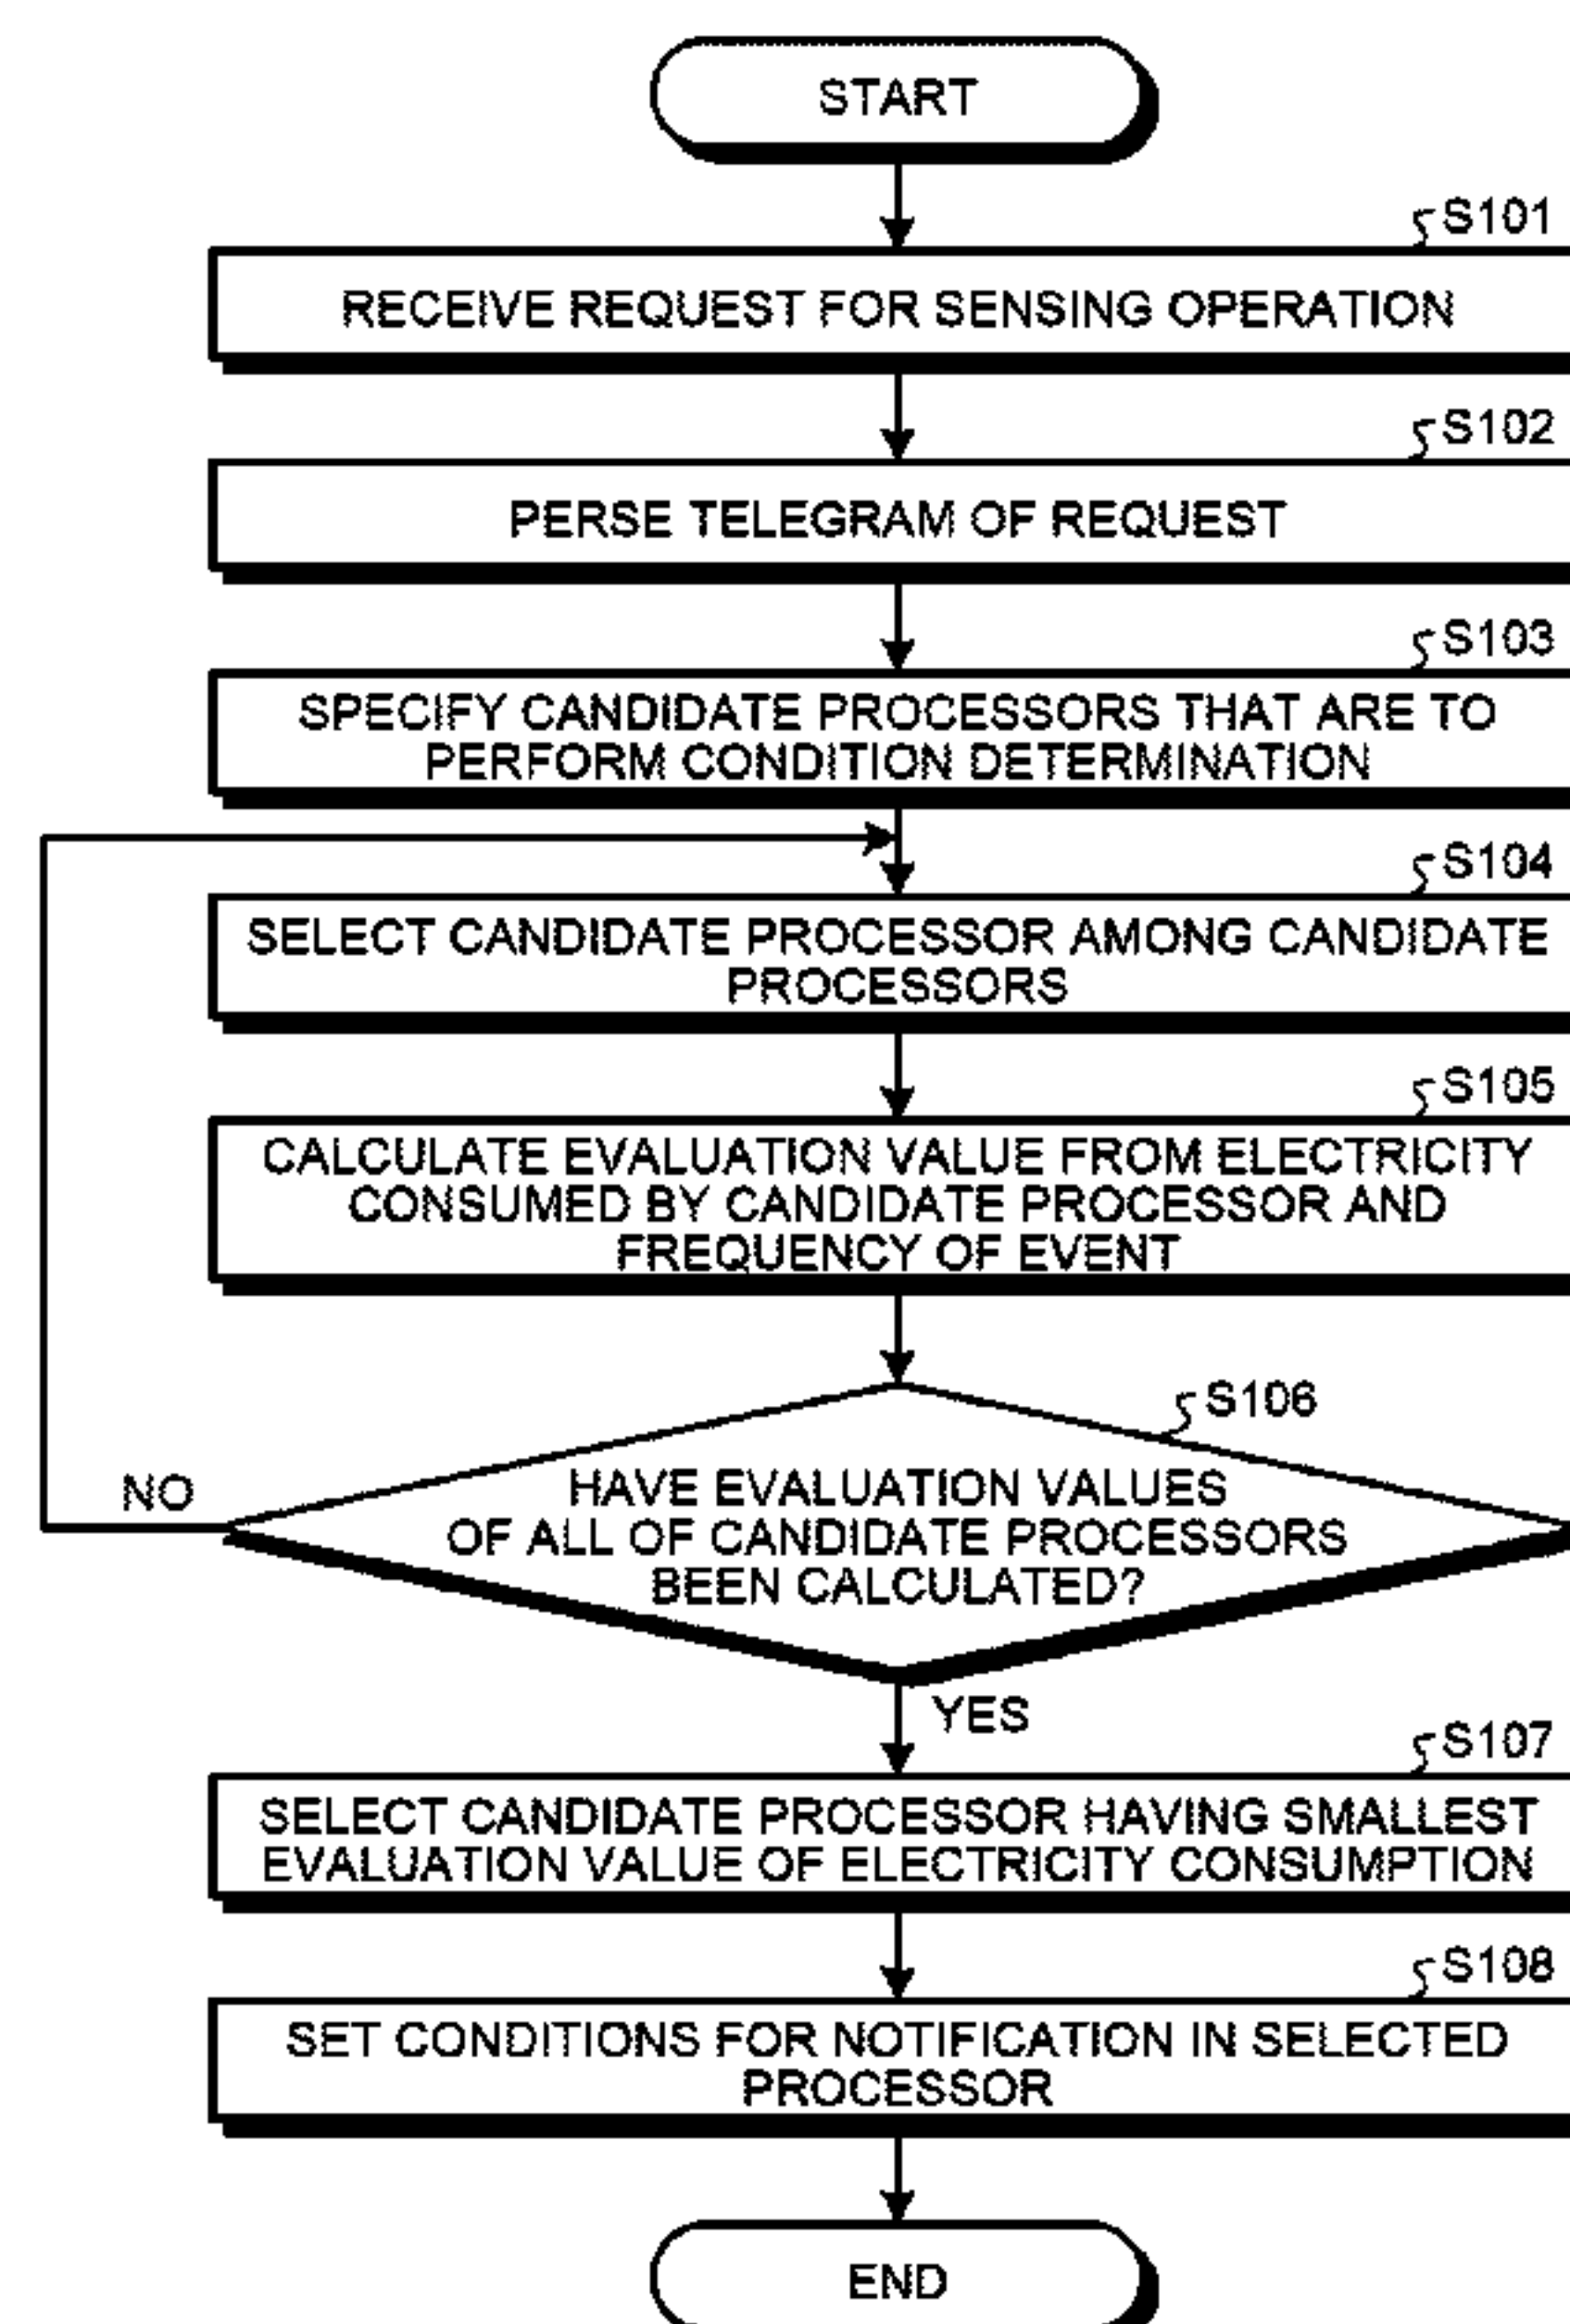 START
S101
RECEIVE REQUEST FOR SENSING OPERATION
S102
PERSE TELEGRAM OF REQUEST
S103
SPECIFY CANDIDATE PROCESSORS THAT ARE TO
PERFORM CONDITION DETERMINATION
S104
SELECT CANDIDATE PROCESSOR AMONG CANDIDATE
PROCESSORS
S105
CALCULATE EVALUATION VALUE FROM ELECTRICITY
CONSUMED BY CANDIDATE PROCESSOR AND
FREQUENCY OF EVENT
S106
NO
HAVE EVALUATION VALUES
OF ALL OF CANDIDATE PROCESSORS
BEEN CALCULATED?
YES
S107
SELECT CANDIDATE PROCESSOR HAVING SMALLEST
EVALUATION VALUE OF ELECTRICITY CONSUMPTION
S108
SET CONDITIONS FOR NOTIFICATION IN SELECTED
PROCESSOR
END